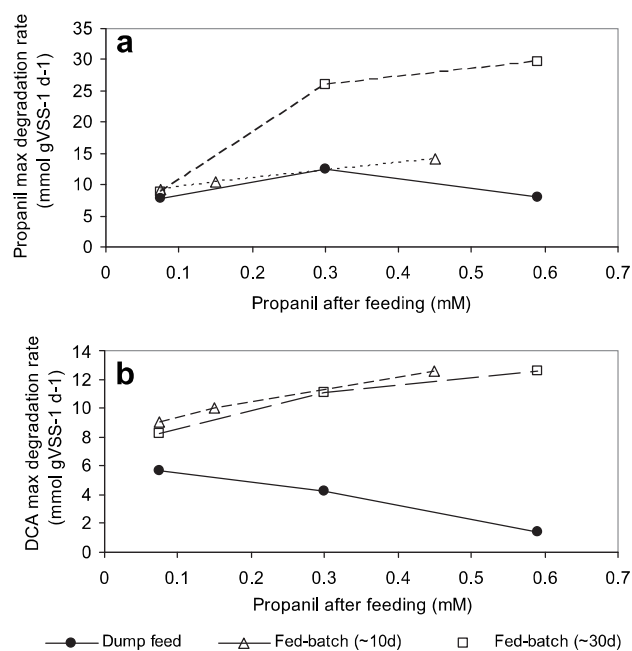 a
Propanil max degradation rate
(mmol gVSS-1 d-1)
35
30
25
20
15
10
5
0
0 0.1 0.2 0.3 0.4 0.5 0.6 0.7
Propanil after feeding (mM)
b
DCA max degradation rate
(mmol gVSS-1 d-1)
14
12
10
8
6
4
2
0
0 0.1 0.2 0.3 0.4 0.5 0.6 0.7
Propanil after feeding (mM)
Dump feed Fed-batch (~10d) Fed-batch (~30d)